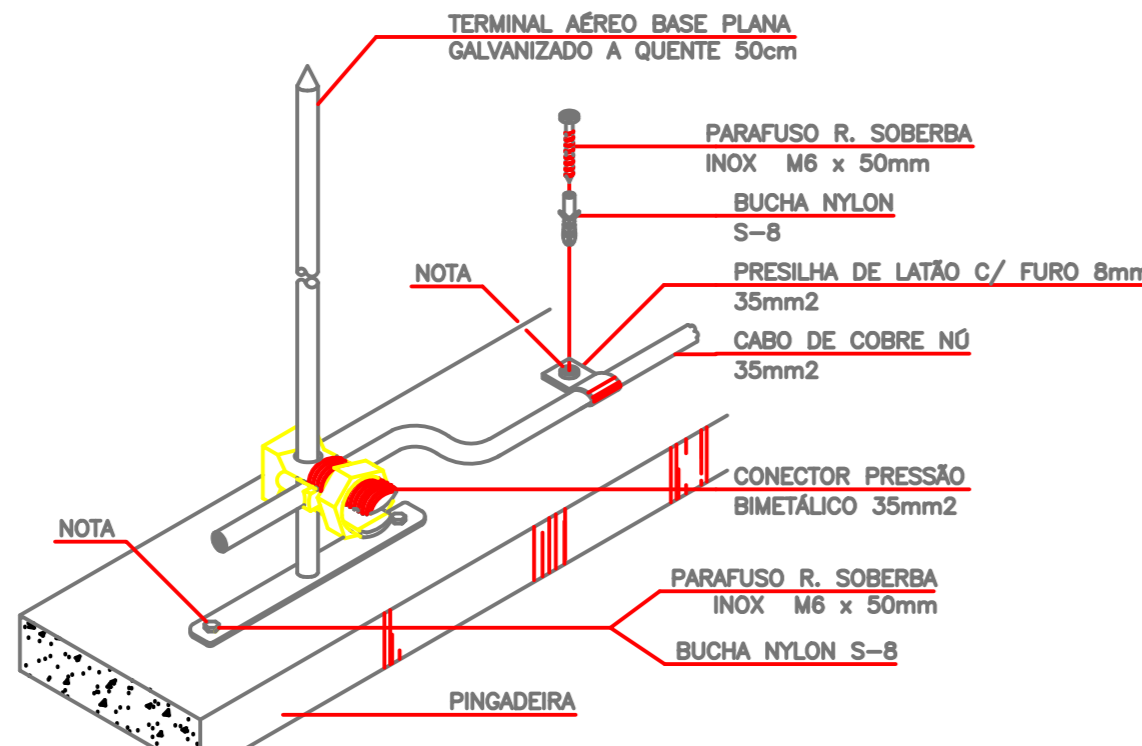 TERMINAL AÉREO BASE PLANA
GALVANIZADO A QUENTE 50cm
PARAFUSO R. SOBERBA
INOX M6 x 50mm
BUCHA NYLON
S-8
NOTA
PRESILHA DE LATÃO C/ FURO 8mm
35mm2
CABO DE COBRE NÚ
35mm2
CONECTOR PRESSÃO
BIMETÁLICO 35mm2
NOTA
PARAFUSO R. SOBERBA
INOX M6 x 50mm
BUCHA NYLON S-8
PINGADEIRA